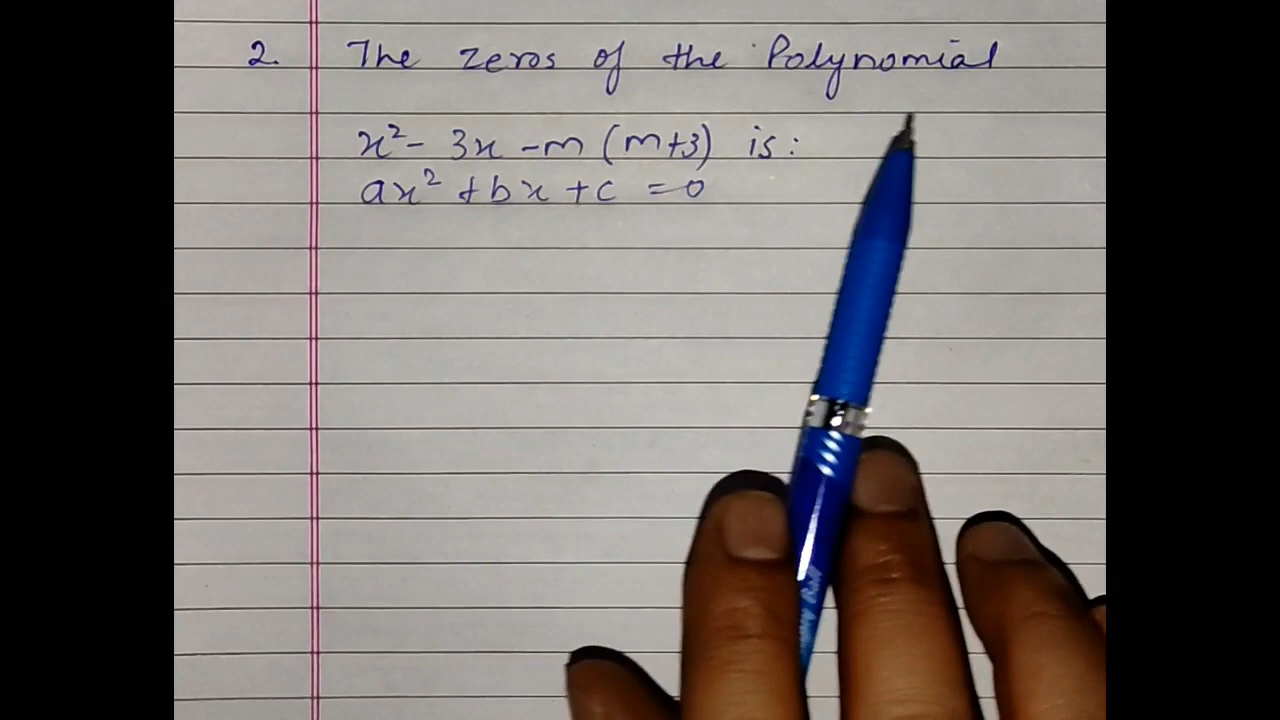 2. The zeros of the Polynomial
x² - 3x - m (m+3) is:
ax² + bx + c = 0